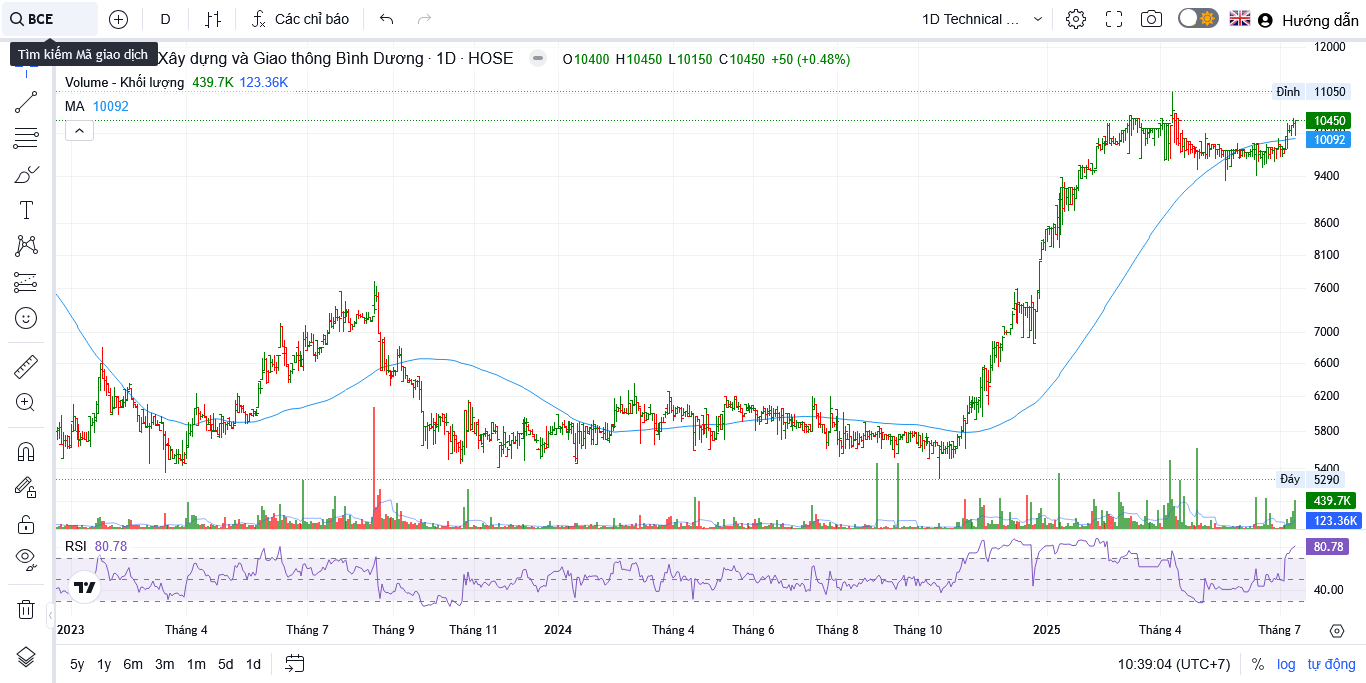 BCE D Các chỉ báo 1D Technical ... Hướng dẫn
Tìm kiếm Mã giao dịch
Xây dựng và Giao thông Bình Dương · 1D · HOSE O10400 H10450 L10150 C10450 +50 (+0.48%)
Volume - Khối lượng 439.7K 123.36K
MA 10092
12000
Đỉnh 11050
10450
10092
9400
8600
8100
7600
7000
6600
6200
5800
5400
Đáy 5290
439.7K
123.36K
RSI 80.78
80.78
40.00
2023 Tháng 4 Tháng 7 Tháng 9 Tháng 11 2024 Tháng 4 Tháng 6 Tháng 8 Tháng 10 2025 Tháng 4 Tháng 7
5y 1y 6m 3m 1m 5d 1d 10:39:04 (UTC+7) % log tự động